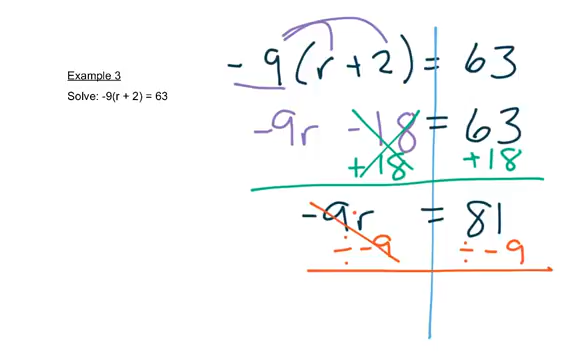 Example 3
Solve: -9(r + 2) = 63
-9(r + 2) = 63
-9r -18 = 63
+18 +18
-9r = 81
÷ -9 ÷ -9